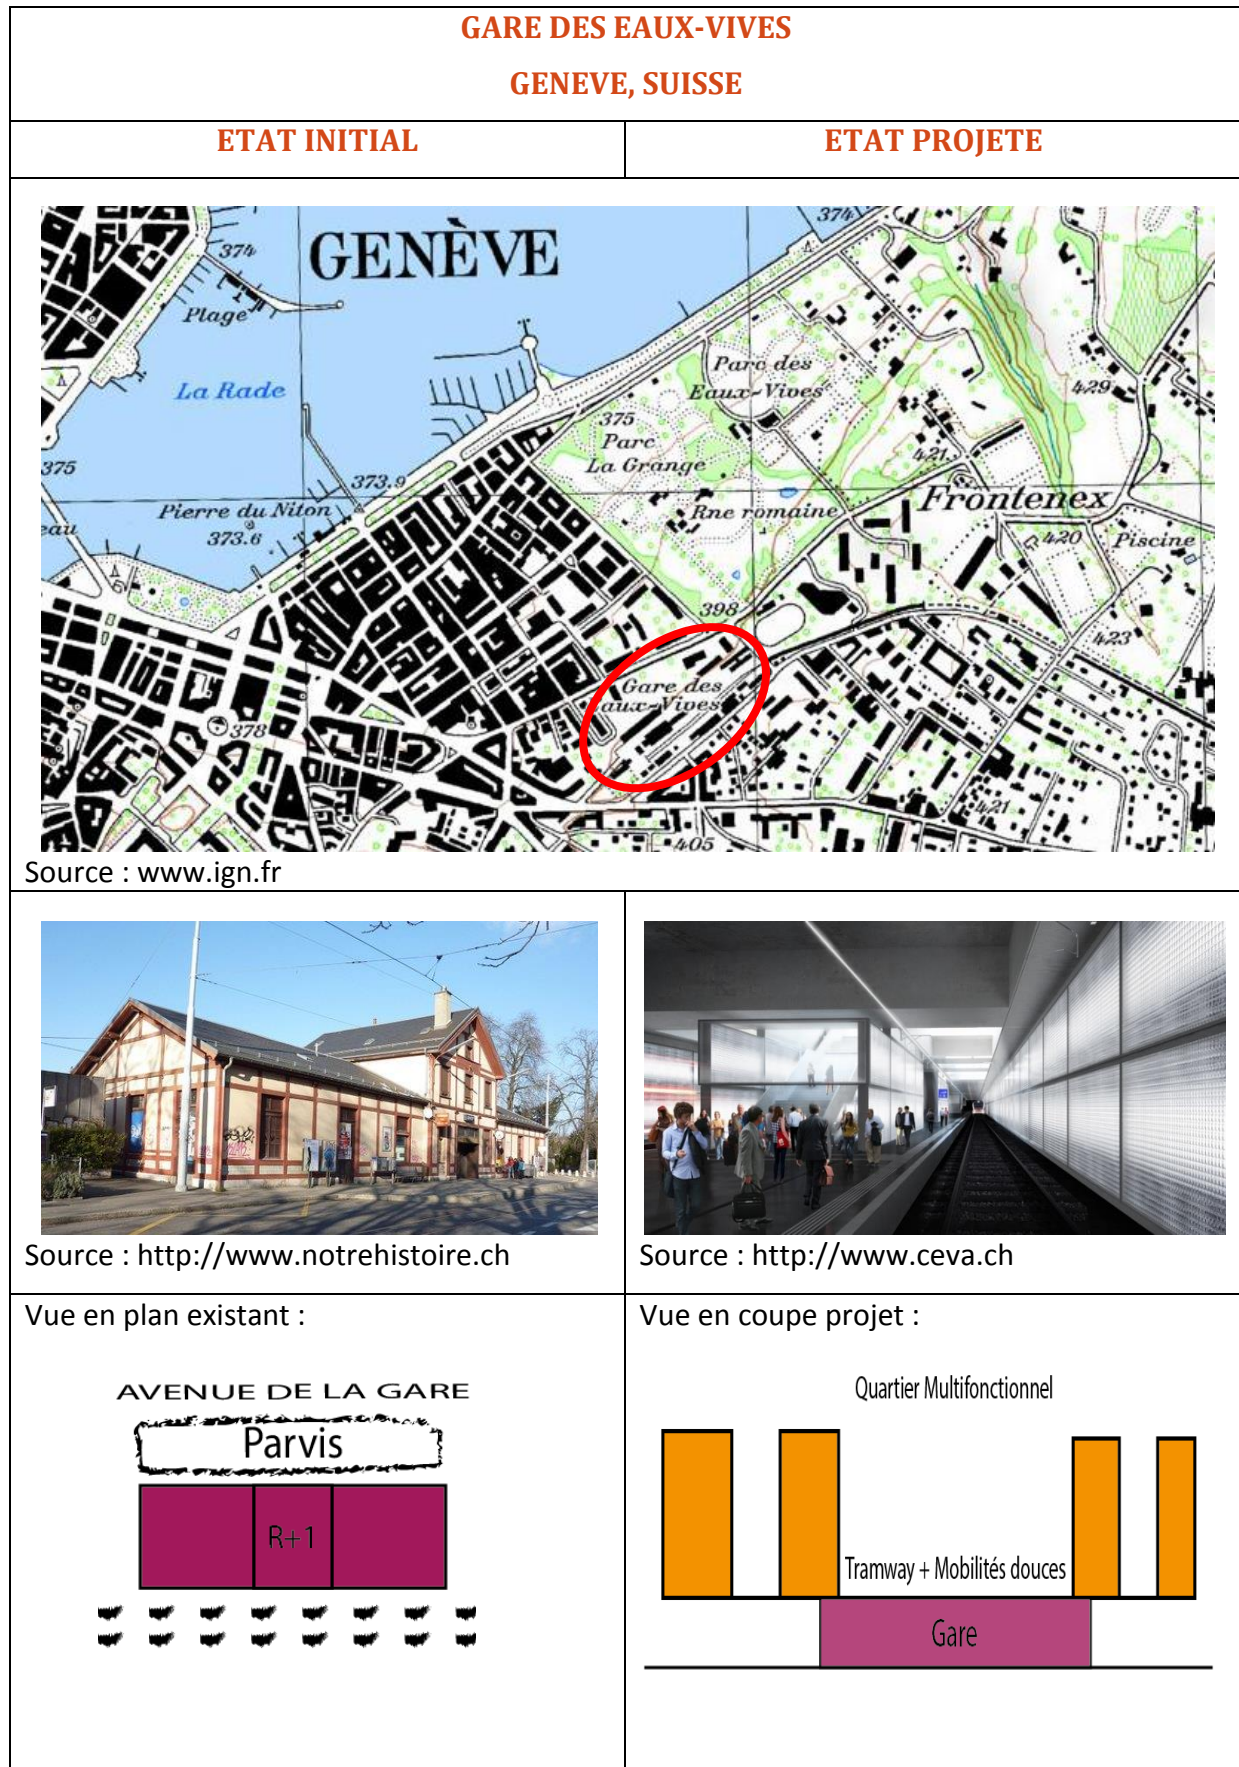 GARE DES EAUX-VIVES
GENEVE, SUISSE
ETAT INITIAL
ETAT PROJETE
GENÈVE
374
374
Plage
La Rade
Parc des
Eaux-Vives
429
375
Parc
La Grange
375
421
373.9
Frontenex
Pierre du Niton
373.6
Rne romaine
420
Piscine
eau
398
423
Gare des
aux-Vives
378
421
405
Source : www.ign.fr
Source : http://www.notrehistoire.ch
Source : http://www.ceva.ch
Vue en plan existant :
Vue en coupe projet :
AVENUE DE LA GARE
Parvis
R+1
Quartier Multifonctionnel
Tramway + Mobilités douces
Gare